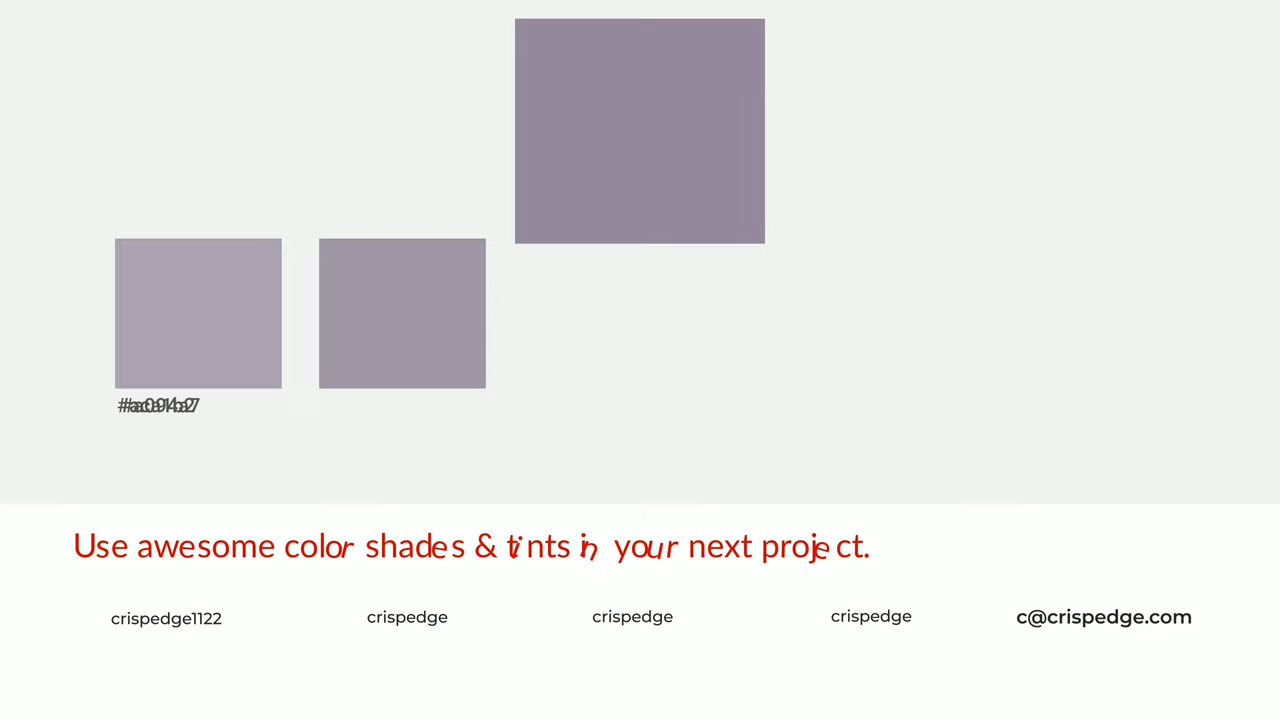 Use awesome color shades & tints in your next project.
crispedge1122 crispedge crispedge crispedge c@crispedge.com